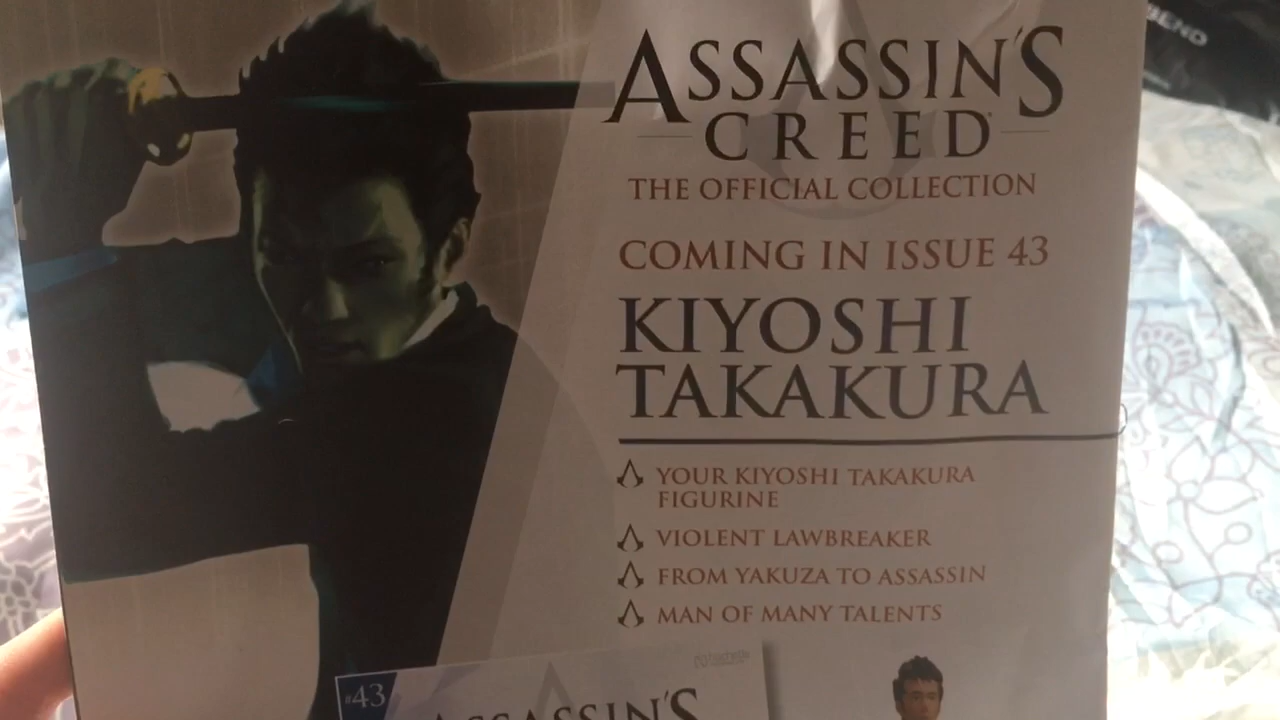 ASSASSIN'S
CREED
THE OFFICIAL COLLECTION
COMING IN ISSUE 43
KIYOSHI
TAKAKURA
YOUR KIYOSHI TAKAKURA
FIGURINE
VIOLENT LAWBREAKER
FROM YAKUZA TO ASSASSIN
MAN OF MANY TALENTS
#43
ASSASSIN'S